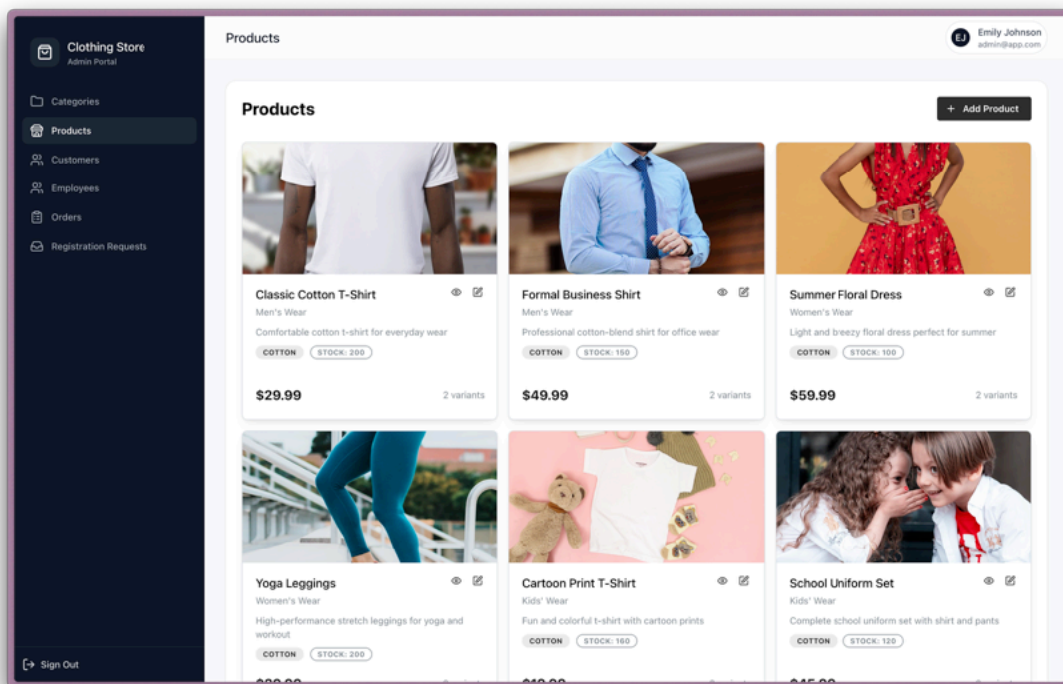 Clothing Store
Admin Portal
Categories
Products
Customers
Employees
Orders
Registration Requests
Sign Out
Products
EJ
Emily Johnson
admin@app.com
Products
+ Add Product
Classic Cotton T-Shirt
Men's Wear
Comfortable cotton t-shirt for everyday wear
COTTON STOCK: 200
$29.99 2 variants
Formal Business Shirt
Men's Wear
Professional cotton-blend shirt for office wear
COTTON STOCK: 150
$49.99 2 variants
Summer Floral Dress
Women's Wear
Light and breezy floral dress perfect for summer
COTTON STOCK: 100
$59.99 2 variants
Yoga Leggings
Women's Wear
High-performance stretch leggings for yoga and
workout
COTTON STOCK: 200
Cartoon Print T-Shirt
Kids' Wear
Fun and colorful t-shirt with cartoon prints
COTTON STOCK: 160
School Uniform Set
Kids' Wear
Complete school uniform set with shirt and pants
COTTON STOCK: 120